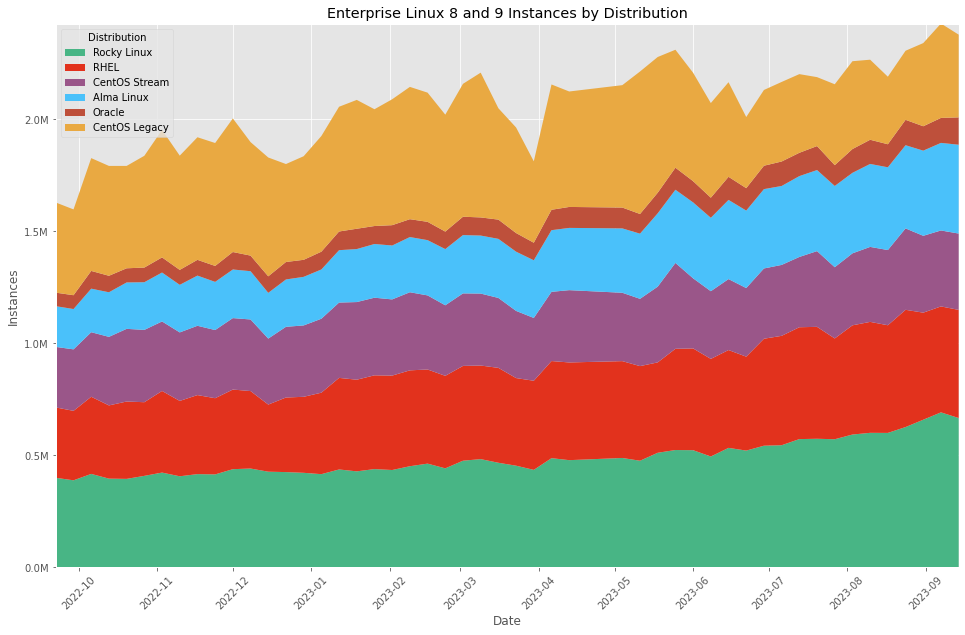 Enterprise Linux 8 and 9 Instances by Distribution
Distribution
Rocky Linux
RHEL
CentOS Stream
Alma Linux
Oracle
CentOS Legacy
Instances
2.0M
1.5M
1.0M
0.5M
0.0M
2022-10
2022-11
2022-12
2023-01
2023-02
2023-03
2023-04
2023-05
2023-06
2023-07
2023-08
2023-09
Date